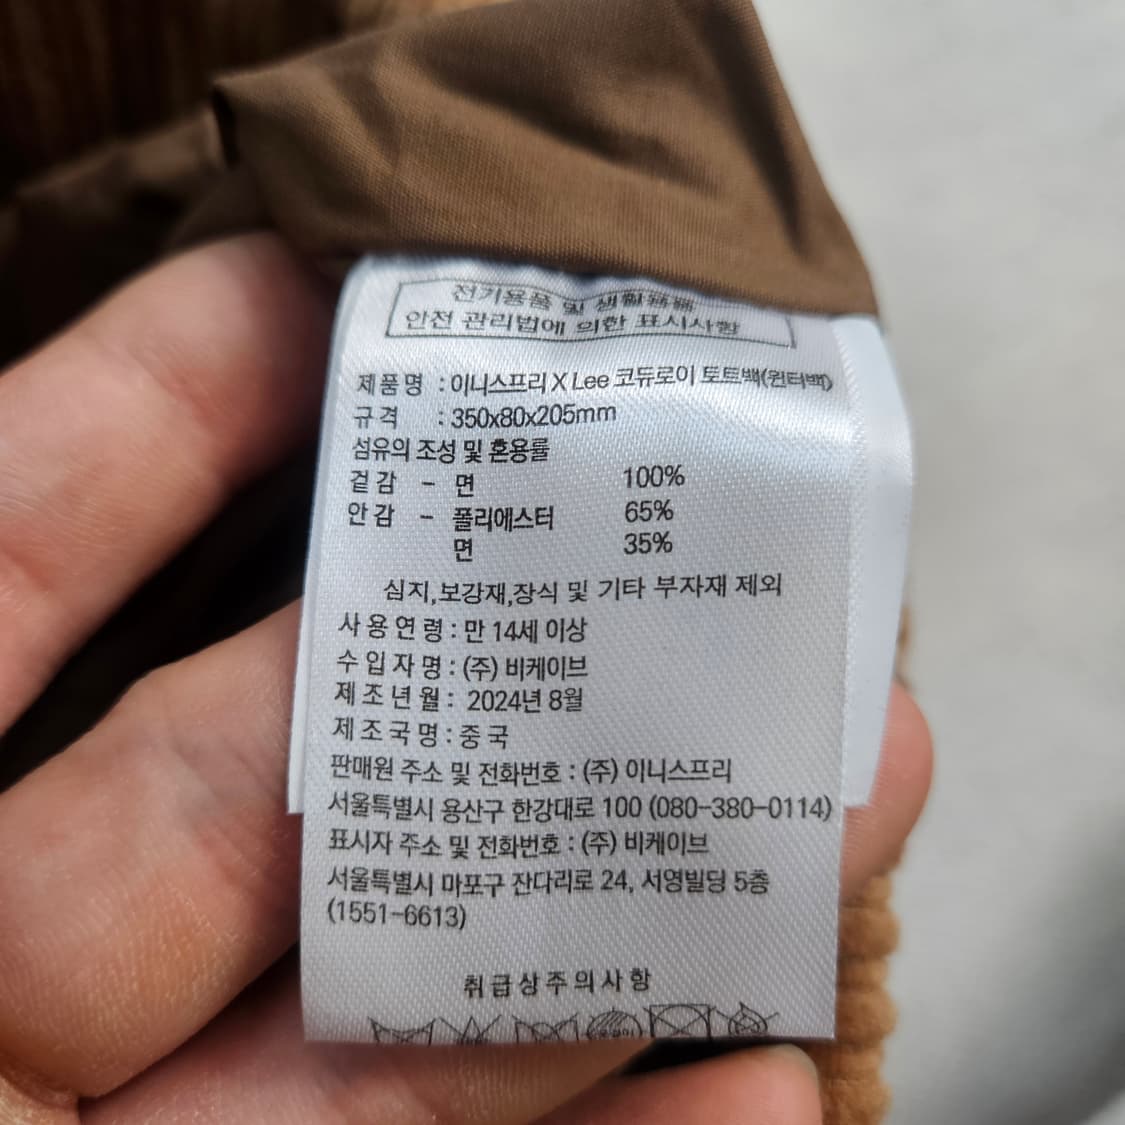 전기용품 및 생활용품
안전 관리법에 의한 표시사항
제품명 : 이니스프리 X Lee 코듀로이 토트백(윈터백)
규격 : 350x80x205mm
섬유의 조성 및 혼용률
겉감 - 면 100%
안감 - 폴리에스터 65%
면 35%
심지,보강재,장식 및 기타 부자재 제외
사용연령 : 만 14세 이상
수입자명 : (주) 비케이브
제조년월 : 2024년 8월
제조국명 : 중국
판매원 주소 및 전화번호 : (주) 이니스프리
서울특별시 용산구 한강대로 100 (080-380-0114)
표시자 주소 및 전화번호 : (주) 비케이브
서울특별시 마포구 잔다리로 24, 서영빌딩 5층
(1551-6613)
취급상주의사항